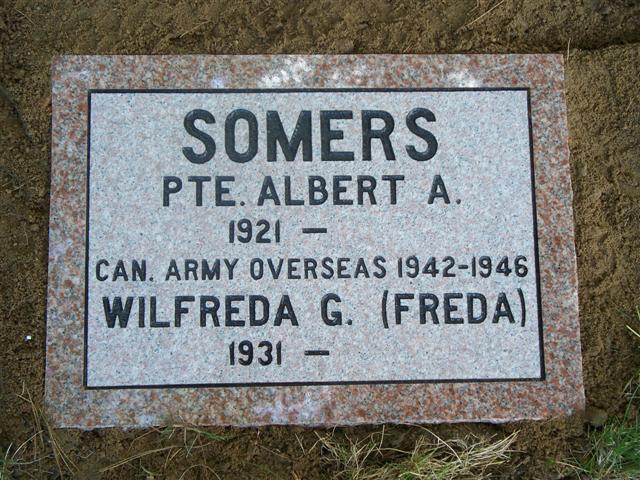 SOMERS
PTE. ALBERT A.
1921 —
CAN. ARMY OVERSEAS 1942-1946
WILFREDA G. (FREDA)
1931 —